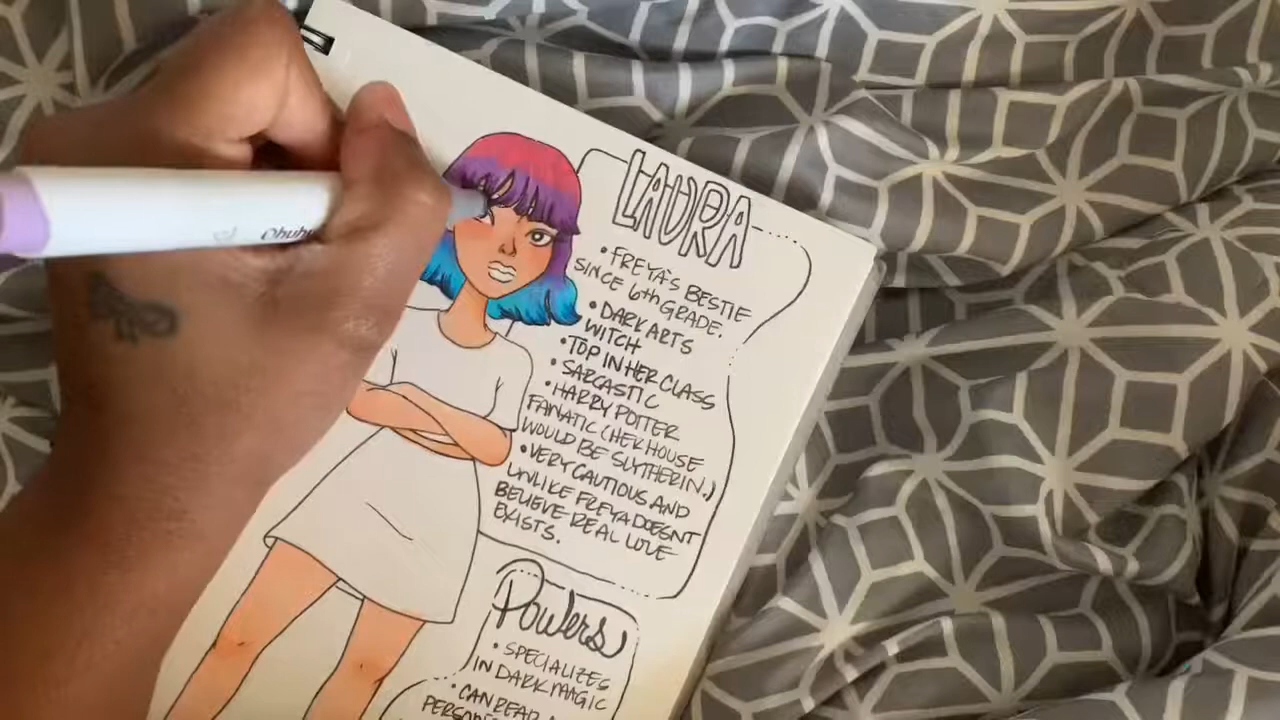 Ohuhu
LAURA
• FREYA'S BESTIE
SINCE 6th GRADE.
• DARK ARTS
WITCH
• TOP IN HER CLASS
• SARCASTIC
• HARRY POTTER
FANATIC (HER HOUSE
WOULD BE SLYTHERIN.)
• VERY CAUTIOUS AND
UNLIKE FREYA DOESNT
BELIEVE REAL LOVE
EXISTS.
Powers
• SPECIALIZES
IN DARK MAGIC
• CAN READ A